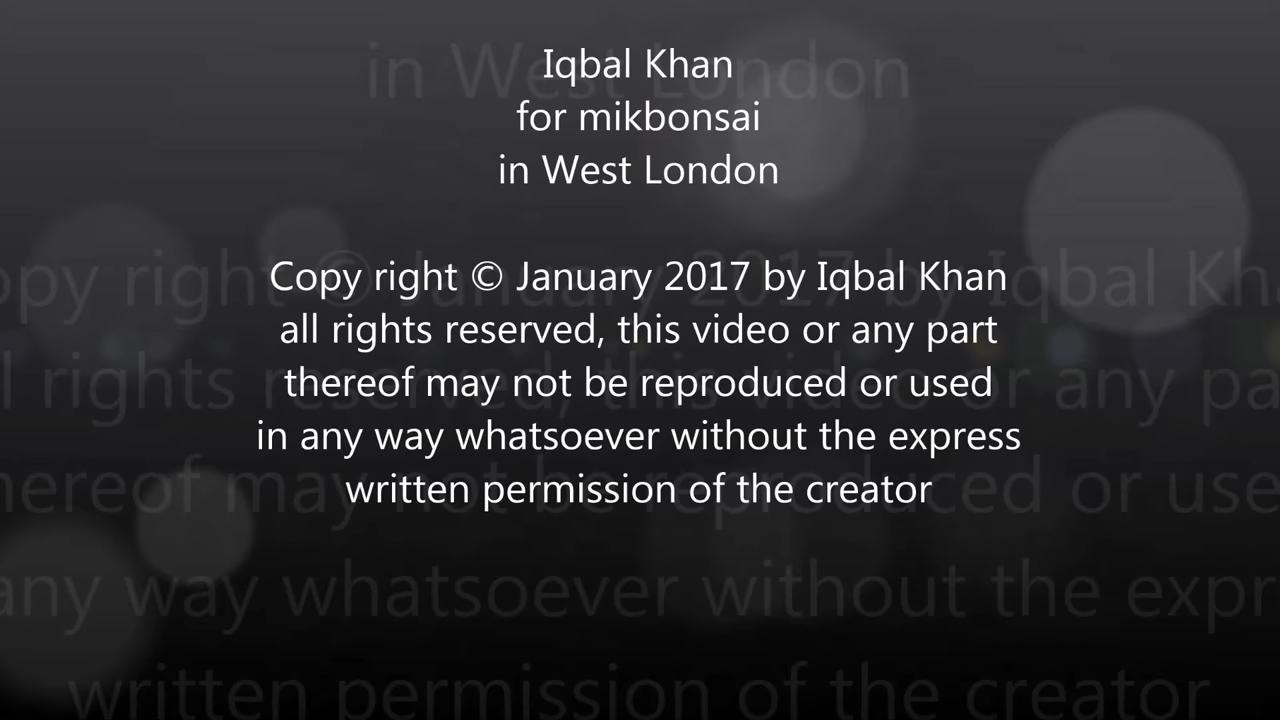 Iqbal Khan
for mikbonsai
in West London
Copy right © January 2017 by Iqbal Khan
all rights reserved, this video or any part
thereof may not be reproduced or used
in any way whatsoever without the express
written permission of the creator